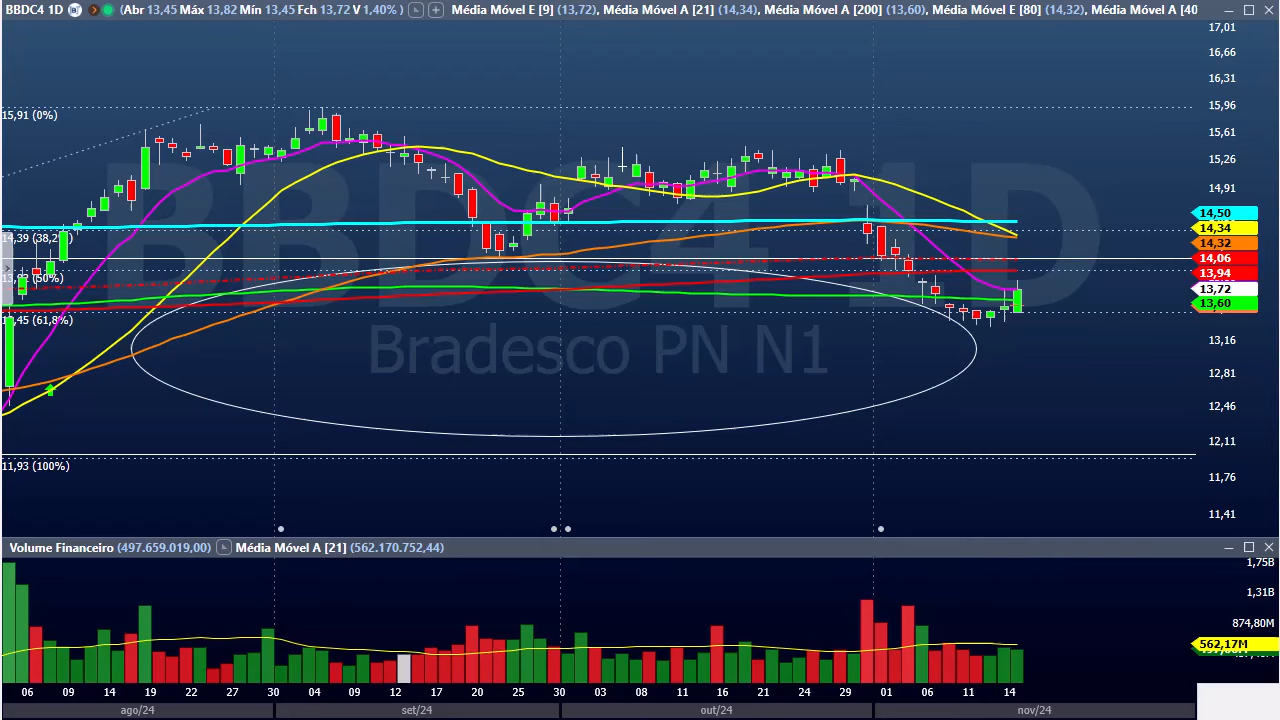 BBDC4 1D (Abr 13,45 Máx 13,82 Mín 13,45 Fch 13,72 V 1,40% ) Média Móvel E [9] (13,72), Média Móvel A [21] (14,34), Média Móvel A [200] (13,60), Média Móvel E [80] (14,32), Média Móvel A [40
17,01
16,66
16,31
15,96
15,91 (0%)
15,61
15,26
14,91
BBDC4 1D
14,50
14,39 (38,2%)
14,34
14,32
14,06
13,94
(50%)
13,72
13,60
13,45 (61,8%)
Bradesco PN N1
13,16
12,81
12,46
12,11
11,93 (100%)
11,76
11,41
Volume Financeiro (497.659.019,00) Média Móvel A [21] (562.170.752,44)
1,75B
1,31B
874,80M
562,17M
06 09 14 19 22 27 30 04 09 12 17 20 25 30 03 08 11 16 21 24 29 01 06 11 14
ago/24 set/24 out/24 nov/24